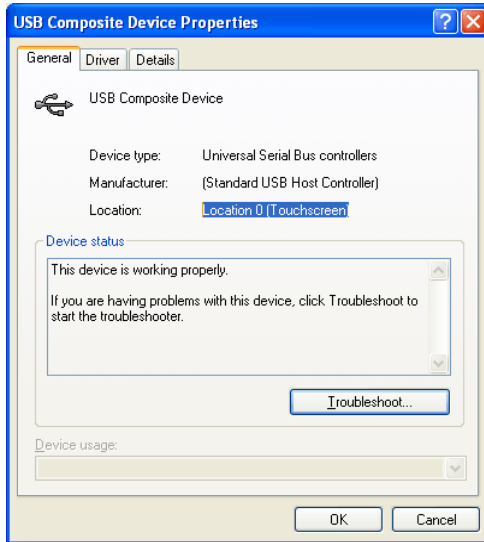 USB Composite Device Properties
General Driver Details
USB Composite Device
Device type: Universal Serial Bus controllers
Manufacturer: (Standard USB Host Controller)
Location: Location 0 (Touchscreen)
Device status
This device is working properly.
If you are having problems with this device, click Troubleshoot to
start the troubleshooter.
Troubleshoot...
Device usage:
OK Cancel